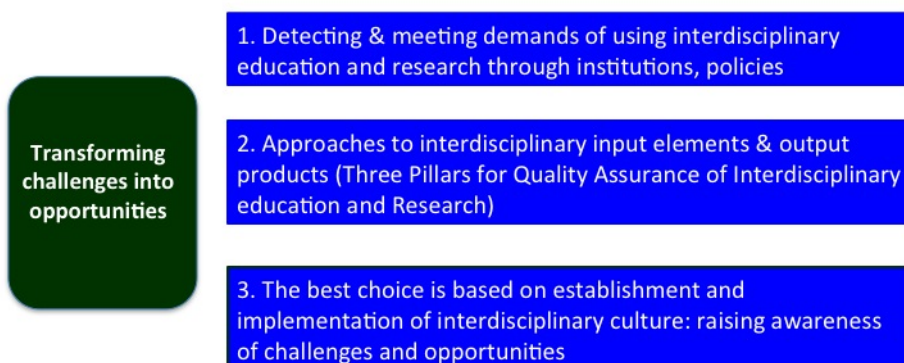 Transforming
challenges into
opportunities
1. Detecting & meeting demands of using interdisciplinary
education and research through institutions, policies
2. Approaches to interdisciplinary input elements & output
products (Three Pillars for Quality Assurance of Interdisciplinary
education and Research)
3. The best choice is based on establishment and
implementation of interdisciplinary culture: raising awareness
of challenges and opportunities